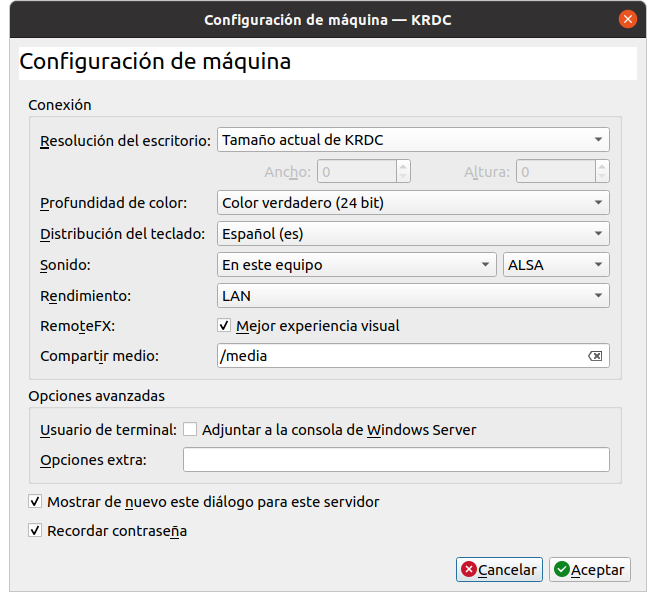 Configuración de máquina — KRDC
Configuración de máquina
Conexión
Resolución del escritorio: Tamaño actual de KRDC
Ancho: 0 Altura: 0
Profundidad de color: Color verdadero (24 bit)
Distribución del teclado: Español (es)
Sonido: En este equipo ALSA
Rendimiento: LAN
RemoteFX: Mejor experiencia visual
Compartir medio: /media
Opciones avanzadas
Usuario de terminal: Adjuntar a la consola de Windows Server
Opciones extra:
Mostrar de nuevo este diálogo para este servidor
Recordar contraseña
Cancelar Aceptar